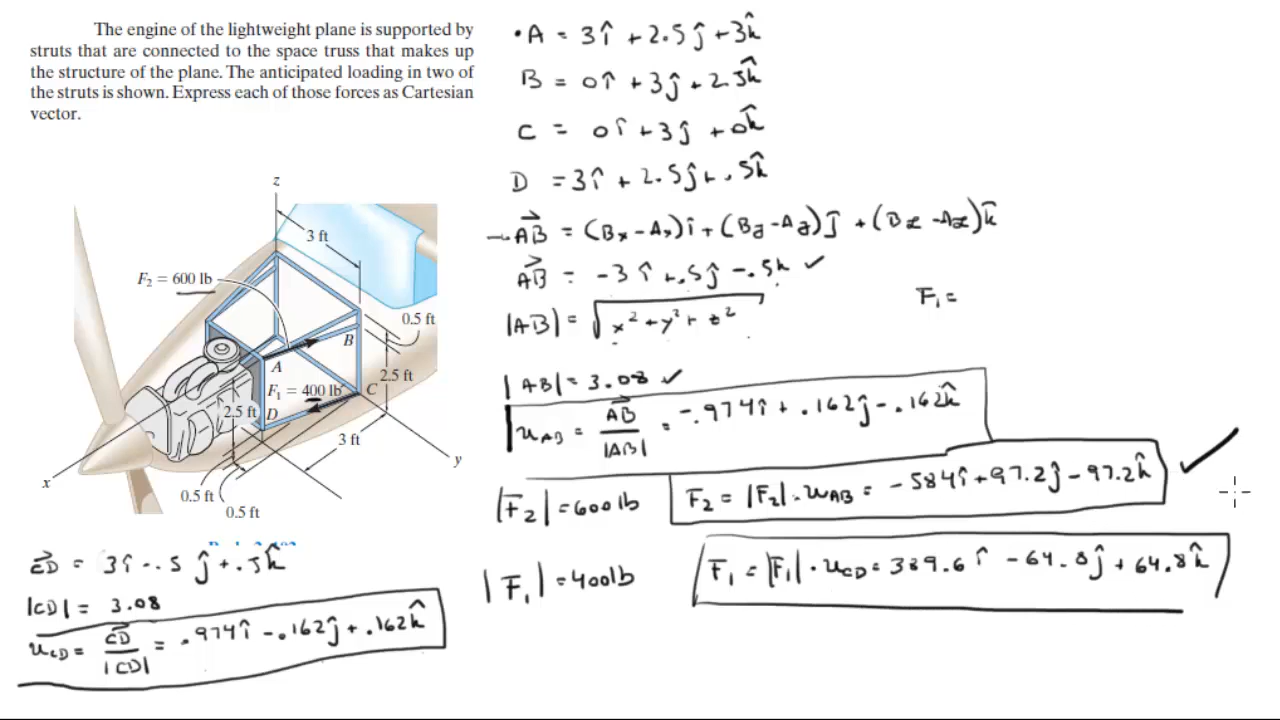 The engine of the lightweight plane is supported by
struts that are connected to the space truss that makes up
the structure of the plane. The anticipated loading in two of
the struts is shown. Express each of those forces as Cartesian
vector.
z
3 ft
F₂ = 600 lb
0.5 ft
B
A
2.5 ft
F₁ = 400 lb
C
2.5 ft
D
3 ft
y
x
0.5 ft
0.5 ft
• A = 3î + 2.5ĵ + 3k̂
B = 0î + 3ĵ + 2.5k̂
C = 0î + 3ĵ + 0k̂
D = 3î + 2.5ĵ + .5k̂
AB⃗ = (Bx - Ax)î + (By - Ay)ĵ + (Bz - Az)k̂
AB⃗ = -3î + .5ĵ - .5k ✓
|AB| = √x² + y² + z²
F₁ =
|AB| = 3.08 ✓
u_AB = AB⃗ / |AB| = -.974î + .162ĵ - .162k̂
|F₂| = 600 lb
F₂ = |F₂| · u_AB = -584î + 97.2ĵ - 97.2k̂ ✓
|F₁| = 400 lb
F₁ = |F₁| · u_CD = 389.6î - 64.8ĵ + 64.8k̂
CD⃗ = 3î - .5ĵ + .5k̂
|CD| = 3.08
u_CD = CD⃗ / |CD| = .974î - .162ĵ + .162k̂